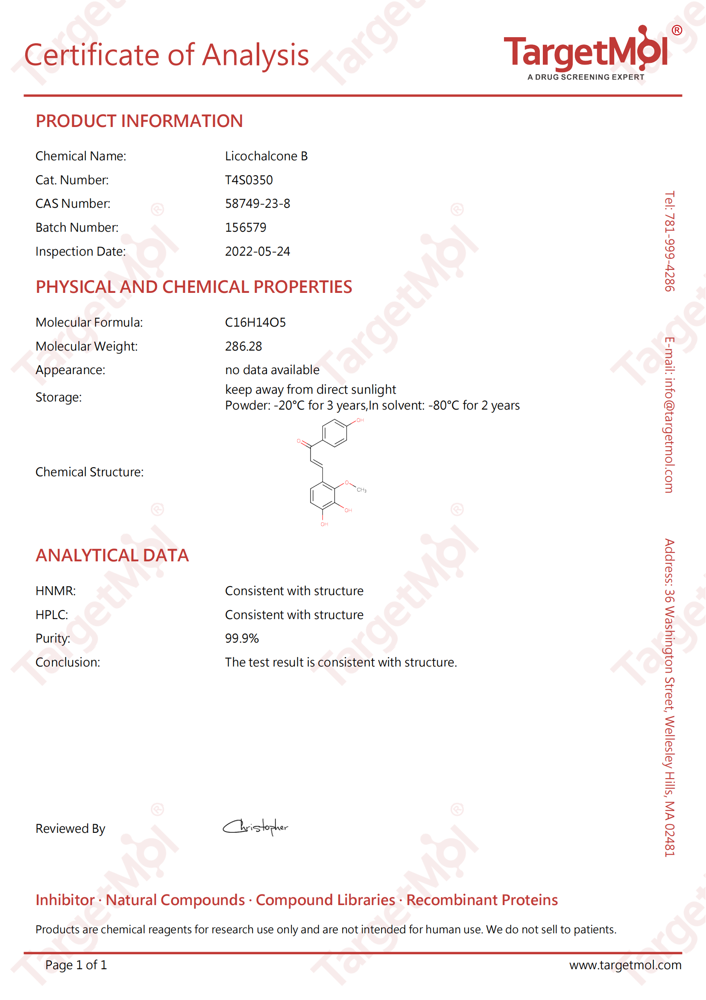 Certificate of Analysis
TargetMol®
A DRUG SCREENING EXPERT
PRODUCT INFORMATION
Chemical Name: Licochalcone B
Cat. Number: T4S0350
CAS Number: 58749-23-8
Batch Number: 156579
Inspection Date: 2022-05-24
PHYSICAL AND CHEMICAL PROPERTIES
Molecular Formula: C16H14O5
Molecular Weight: 286.28
Appearance: no data available
Storage: keep away from direct sunlight
Powder: -20°C for 3 years,In solvent: -80°C for 2 years
Chemical Structure:
OH
O
O
CH3
OH
OH
ANALYTICAL DATA
HNMR: Consistent with structure
HPLC: Consistent with structure
Purity: 99.9%
Conclusion: The test result is consistent with structure.
Reviewed By Christopher
Inhibitor · Natural Compounds · Compound Libraries · Recombinant Proteins
Products are chemical reagents for research use only and are not intended for human use. We do not sell to patients.
Page 1 of 1
www.targetmol.com
Tel: 781-999-4286 E-mail: info@targetmol.com Address: 36 Washington Street, Wellesley Hills, MA 02481